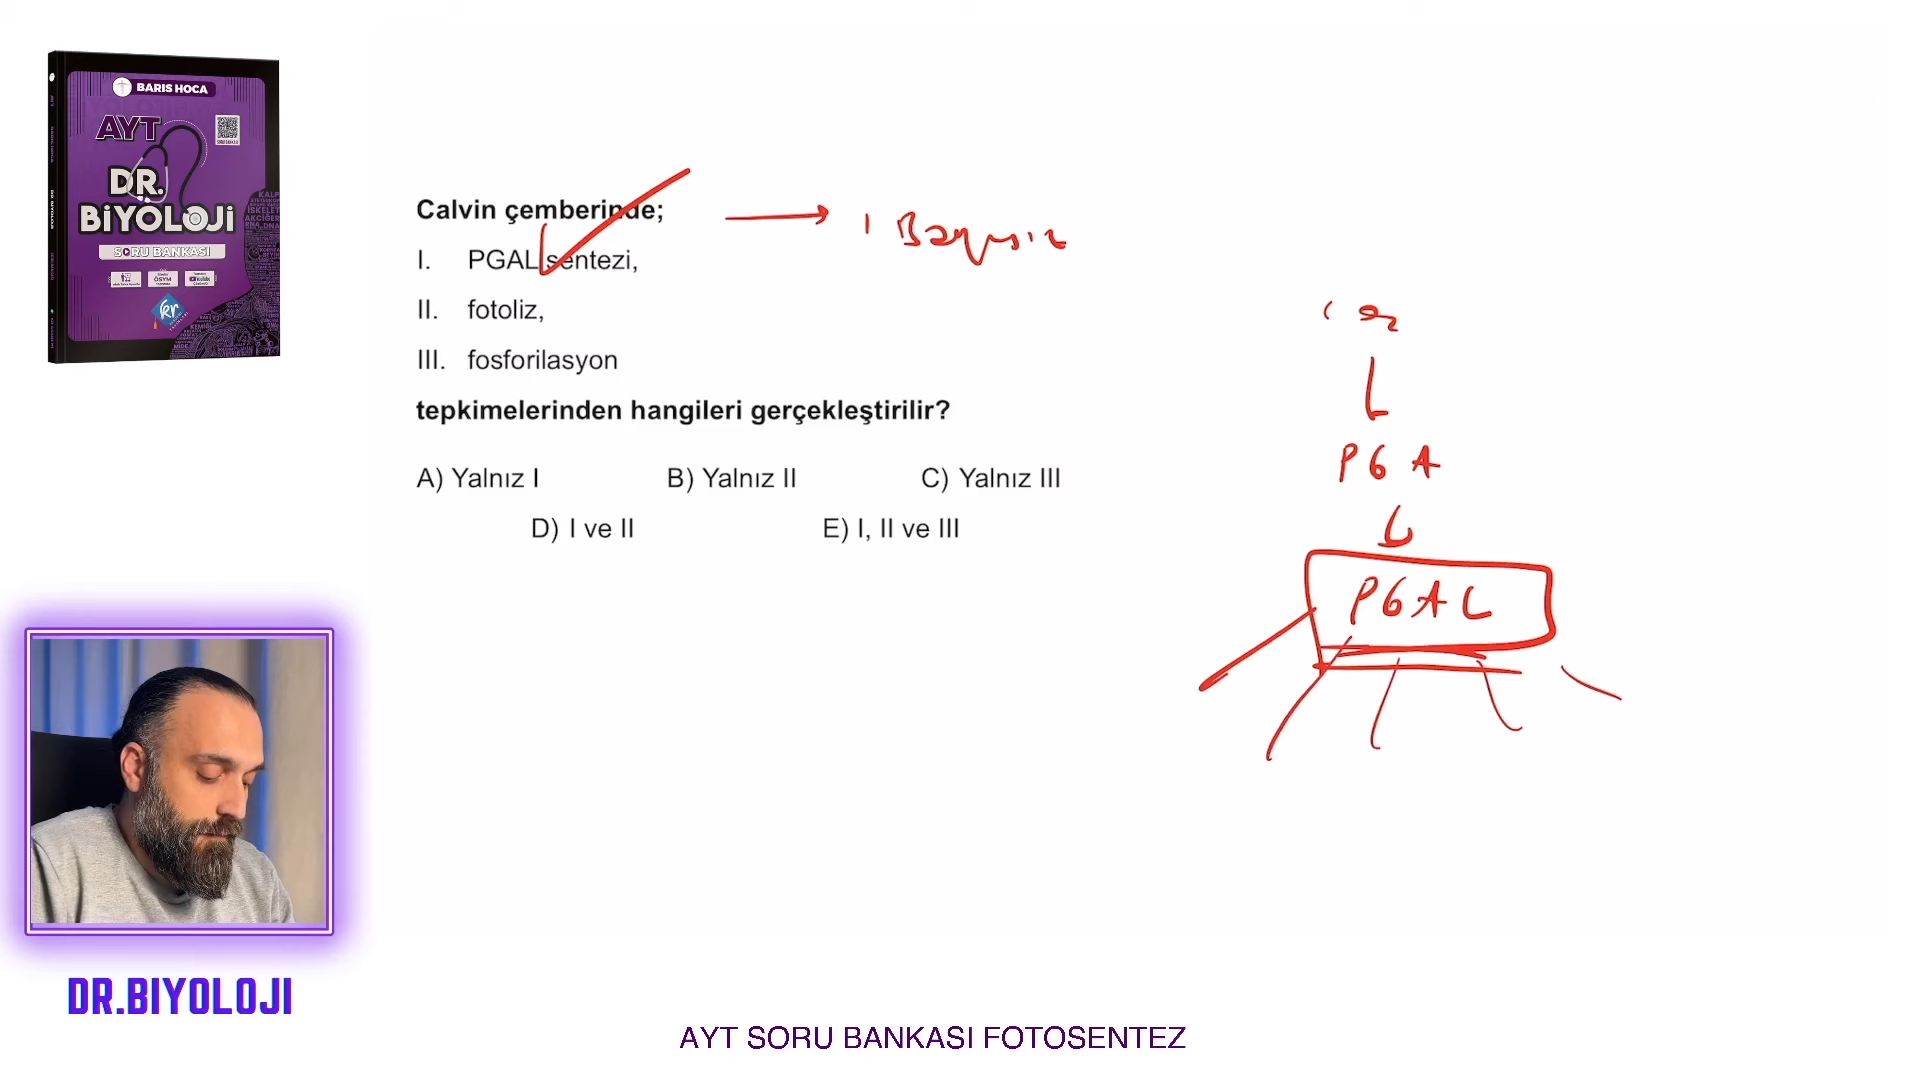 BARIS HOCA
AYT
DR.
BİYOLOJİ
SORU BANKASI
Calvin çemberinde;
I. PGAL sentezi,
II. fotoliz,
III. fosforilasyon
tepkimelerinden hangileri gerçekleştirilir?
A) Yalnız I B) Yalnız II C) Yalnız III
D) I ve II E) I, II ve III
PGA
PGAL
DR.BIYOLOJI
AYT SORU BANKASI FOTOSENTEZ